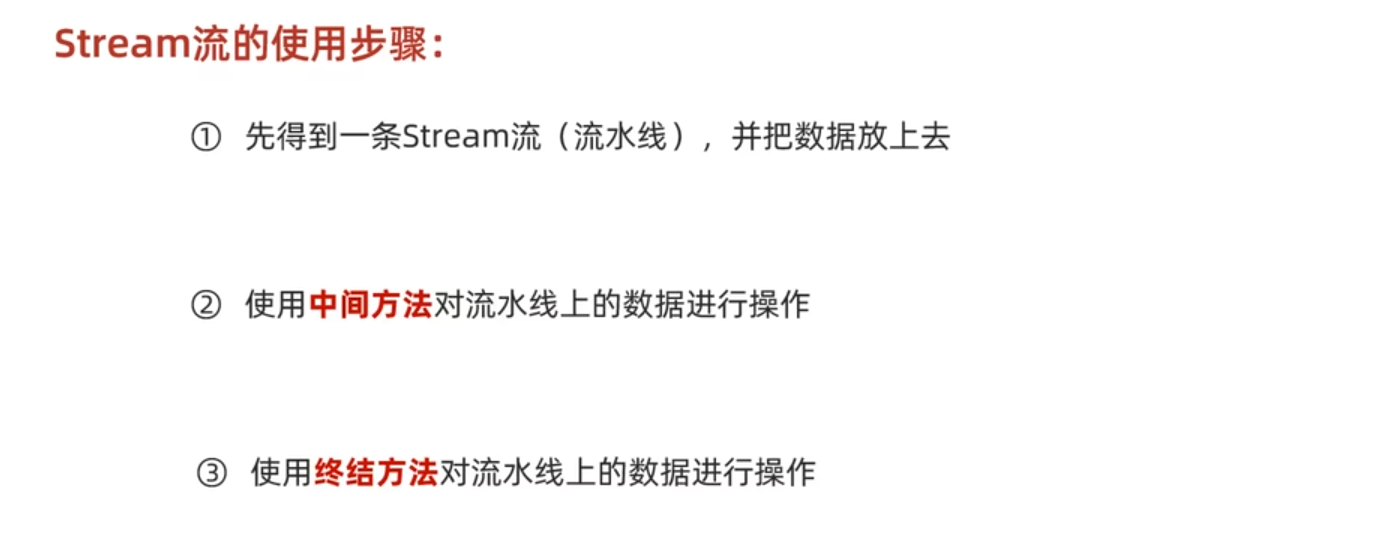 Stream流的使用步骤：
① 先得到一条Stream流（流水线），并把数据放上去
② 使用中间方法对流水线上的数据进行操作
③ 使用终结方法对流水线上的数据进行操作